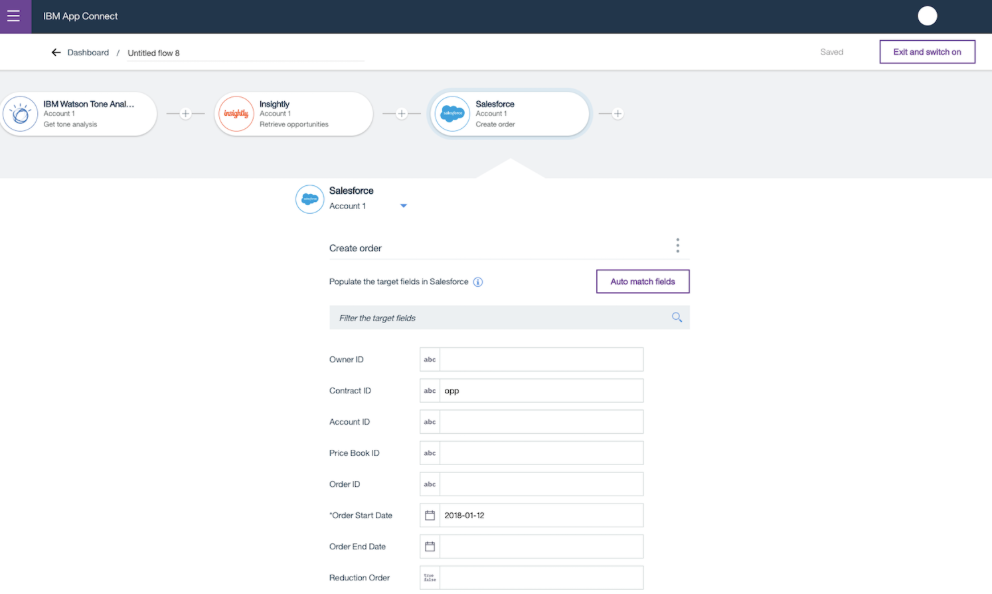 IBM App Connect
Dashboard / Untitled flow 8
Saved
Exit and switch on
IBM Watson Tone Anal...
Account 1
Get tone analysis
insightly
Insightly
Account 1
Retrieve opportunities
salesforce
Salesforce
Account 1
Create order
salesforce
Salesforce
Account 1
Create order
Populate the target fields in Salesforce
Auto match fields
Filter the target fields
Owner ID abc
Contract ID abc opp
Account ID abc
Price Book ID abc
Order ID abc
*Order Start Date 2018-01-12
Order End Date
Reduction Order true false